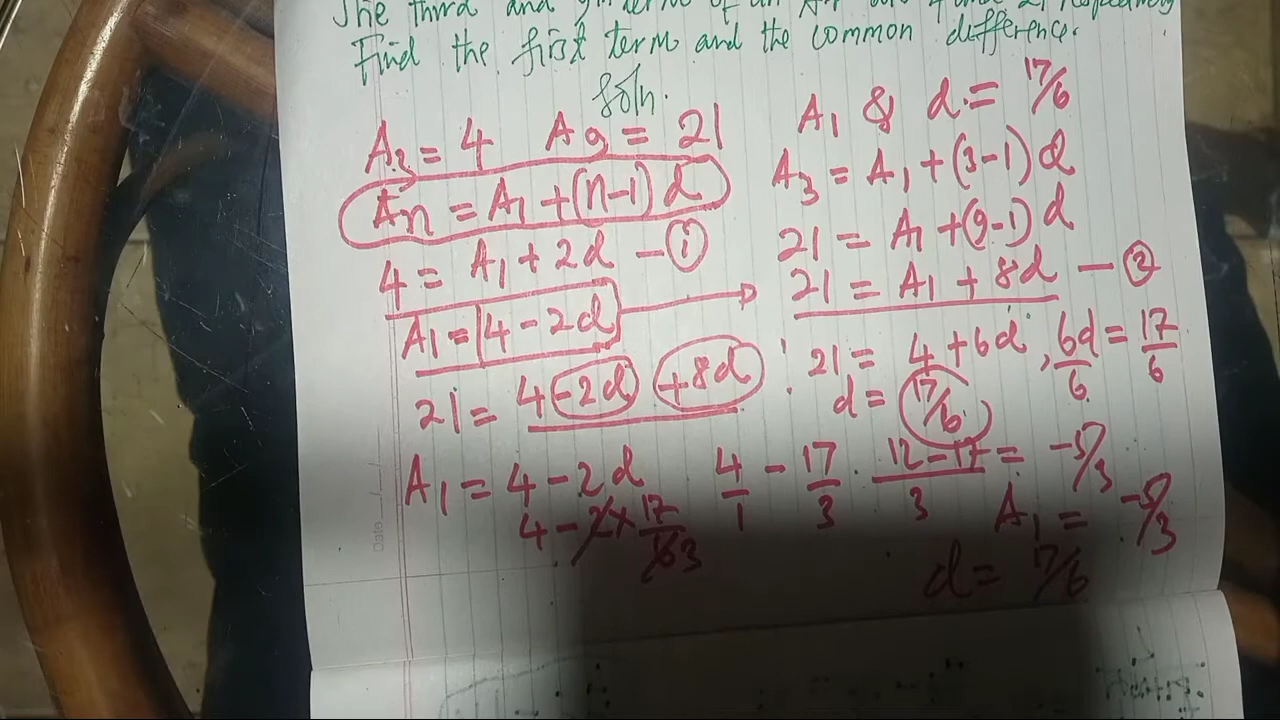 The third and term of an are 4 and 21 respectively
Find the first term and the common difference.
Soln.
A₃ = 4 A₉ = 21
An = A₁ + (n-1) d
4 = A₁ + 2d — ①
A₁ = 4 - 2d
21 = 4 - 2d + 8d
A₁ & d = 17/6
A₃ = A₁ + (3-1) d
21 = A₁ + (9-1) d
21 = A₁ + 8d — ②
21 = 4 + 6d , 6d/6 = 17/6
d = 17/6
A₁ = 4 - 2d 4/1 - 17/3 12-17/3 = -5/3
4 - 2 x 17/6 3 A₁ = -5/3
d = 17/6
Date / /